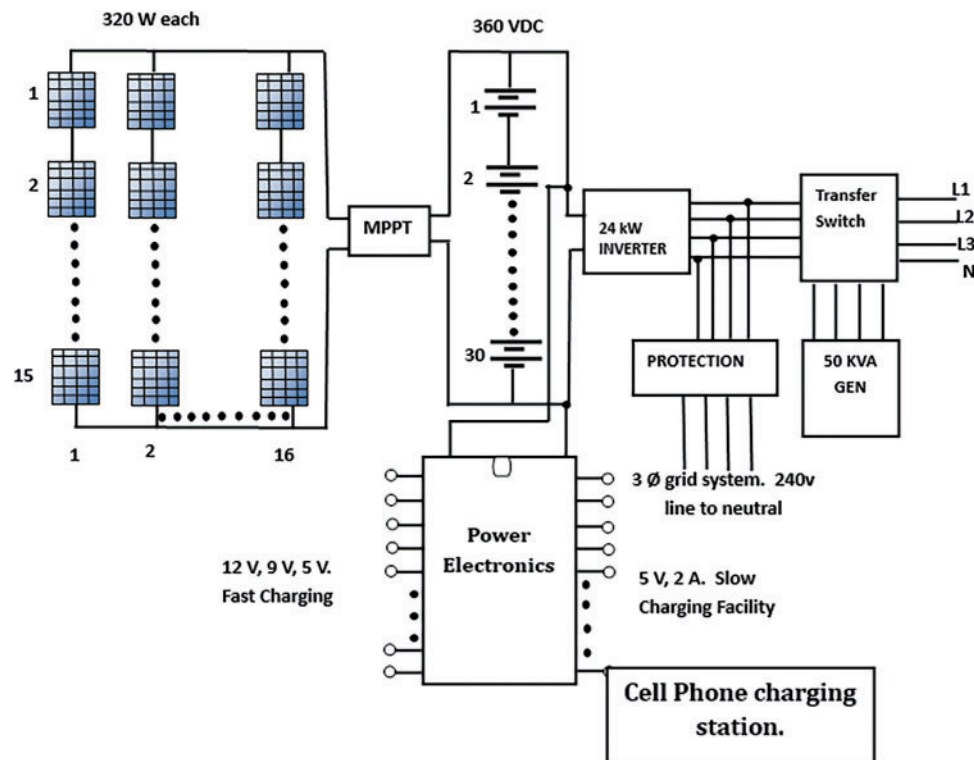 320 W each
360 VDC
1
2
15
1
2
16
MPPT
1
2
30
24 kW
INVERTER
Transfer
Switch
L1
L2
L3
N
PROTECTION
50 KVA
GEN
3 Ø grid system. 240v
line to neutral
Power
Electronics
12 V, 9 V, 5 V.
Fast Charging
5 V, 2 A. Slow
Charging Facility
Cell Phone charging
station.